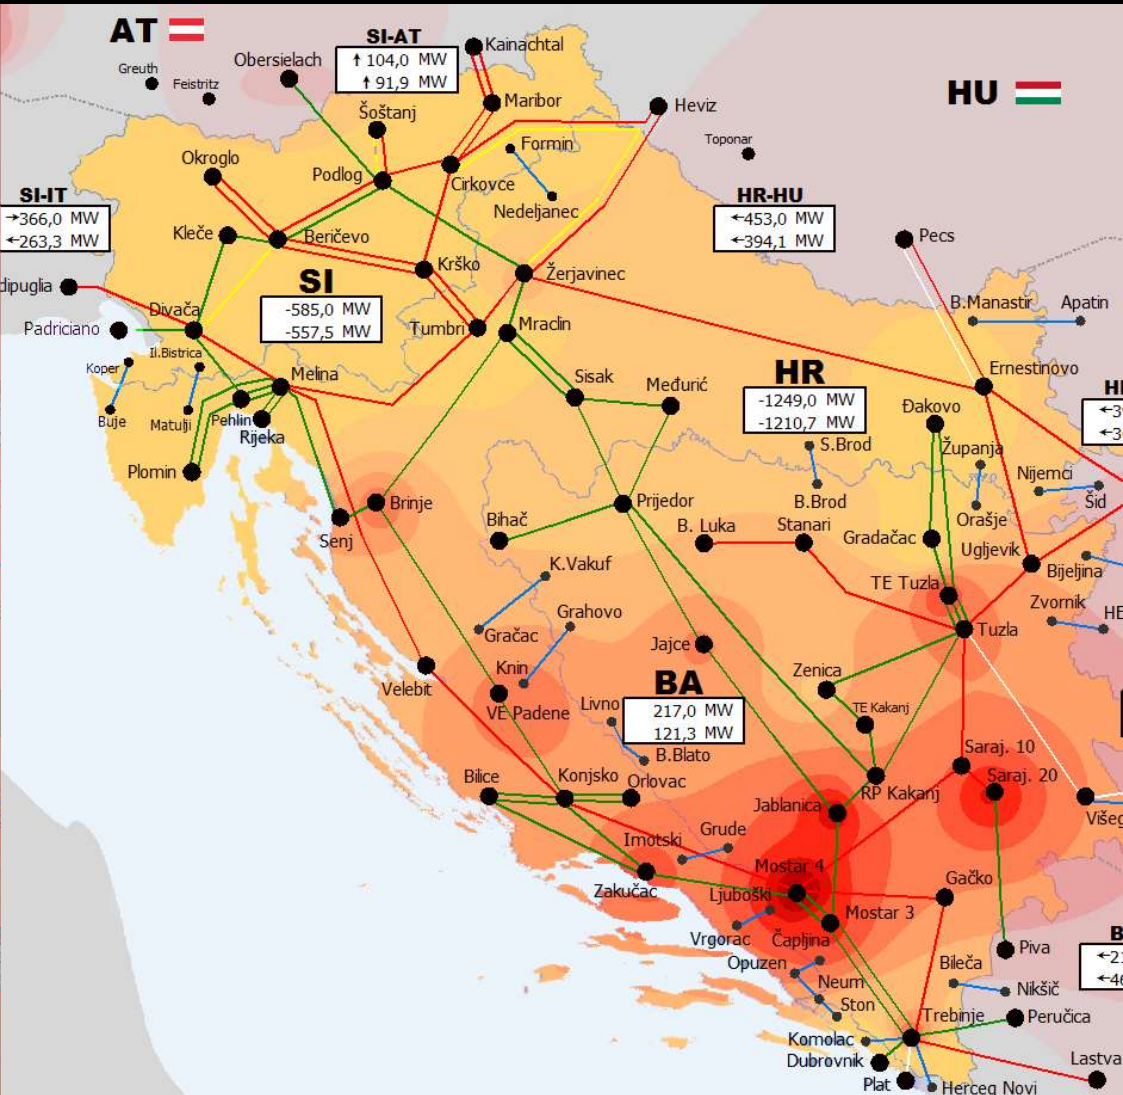 AT
HU
SI-AT
↑ 104,0 MW
↑ 91,9 MW
Kainachtal
Obersielach
Greuth
Feistritz
Maribor
Heviz
Šoštanj
Formin
Toponar
Okroglo
Podlog
Cirkovce
Nedeljanec
SI-IT
→366,0 MW
←263,3 MW
HR-HU
←453,0 MW
←394,1 MW
Kleče
Beričevo
Pecs
Krško
Žerjavinec
dipuglia
SI
-585,0 MW
-557,5 MW
Divača
Padriciano
Tumbri
Mraclin
B.Manastir
Apatin
Koper
Il.Bistrica
Melina
Ernestinovo
HR
-1249,0 MW
-1210,7 MW
Sisak
Međurić
Buje
Matulji
Pehlin
Rijeka
Đakovo
S.Brod
Županja
Plomin
Nijemci
Šid
B.Brod
Brinje
Prijedor
Orašje
Senj
Bihač
B. Luka
Stanari
Gradačac
Ugljevik
Bijeljina
K.Vakuf
TE Tuzla
Grahovo
Zvornik
Gračac
Tuzla
Jajce
Knin
Velebit
Zenica
BA
217,0 MW
121,3 MW
VE Padene
Livno
TE Kakanj
B.Blato
Saraj. 10
Bilice
Konjsko
Orlovac
Saraj. 20
RP Kakanj
Jablanica
Višeg
Imotski
Grude
Mostar 4
Zakučac
Ljuboški
Gačko
Mostar 3
Vrgorac
Čapljina
Piva
Opuzen
Bileča
Neum
Nikšič
Ston
Trebinje
Peručica
Komolac
Dubrovnik
Lastva
Plat
Herceg Novi